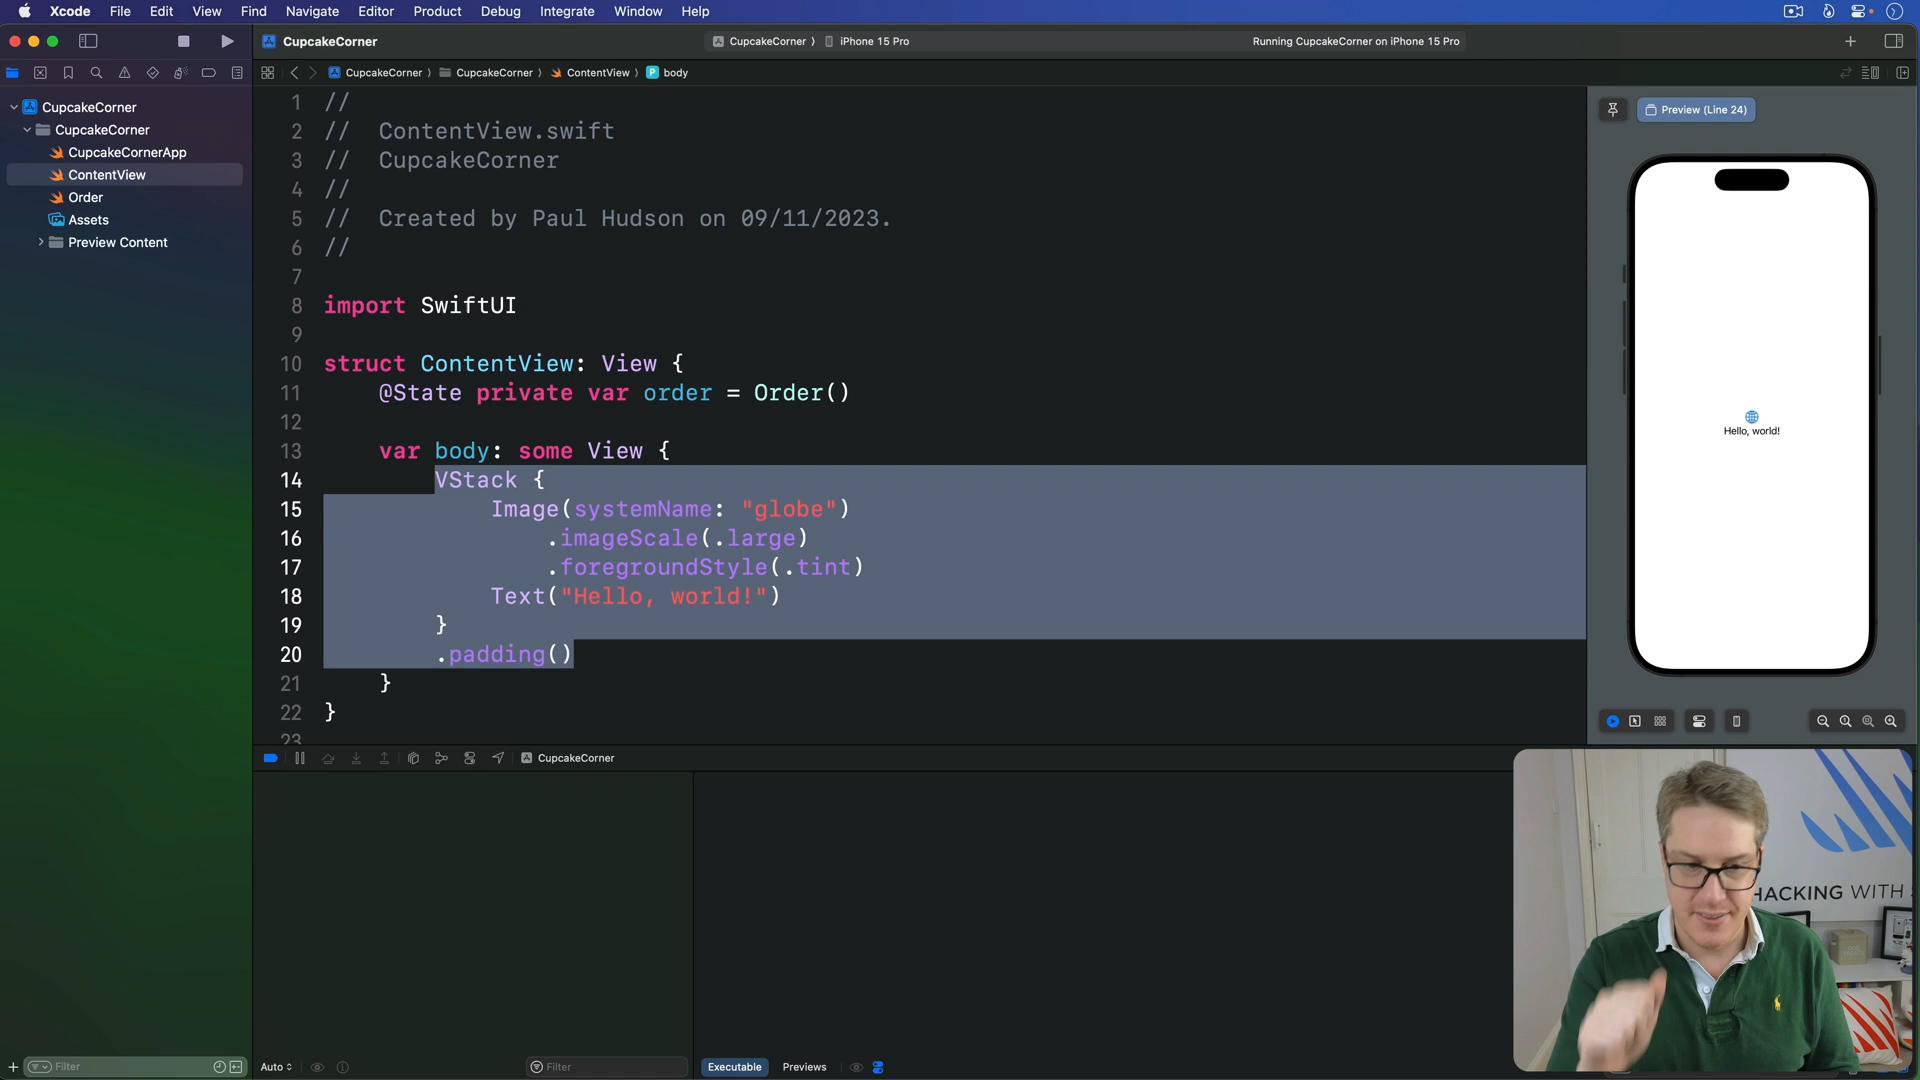 Xcode File Edit View Find Navigate Editor Product Debug Integrate Window Help
CupcakeCorner
CupcakeCorner
iPhone 15 Pro
Running CupcakeCorner on iPhone 15 Pro
CupcakeCorner
CupcakeCorner
ContentView
P body
CupcakeCorner
CupcakeCorner
CupcakeCornerApp
ContentView
Order
Assets
Preview Content
1 //
2 // ContentView.swift
3 // CupcakeCorner
4 //
5 // Created by Paul Hudson on 09/11/2023.
6 //
7
8 import SwiftUI
9
10 struct ContentView: View {
11 @State private var order = Order()
12
13 var body: some View {
14 VStack {
15 Image(systemName: "globe")
16 .imageScale(.large)
17 .foregroundStyle(.tint)
18 Text("Hello, world!")
19 }
20 .padding()
21 }
22 }
23
Preview (Line 24)
Hello, world!
CupcakeCorner
HACKING WITH
Filter
Auto
Filter
Executable
Previews